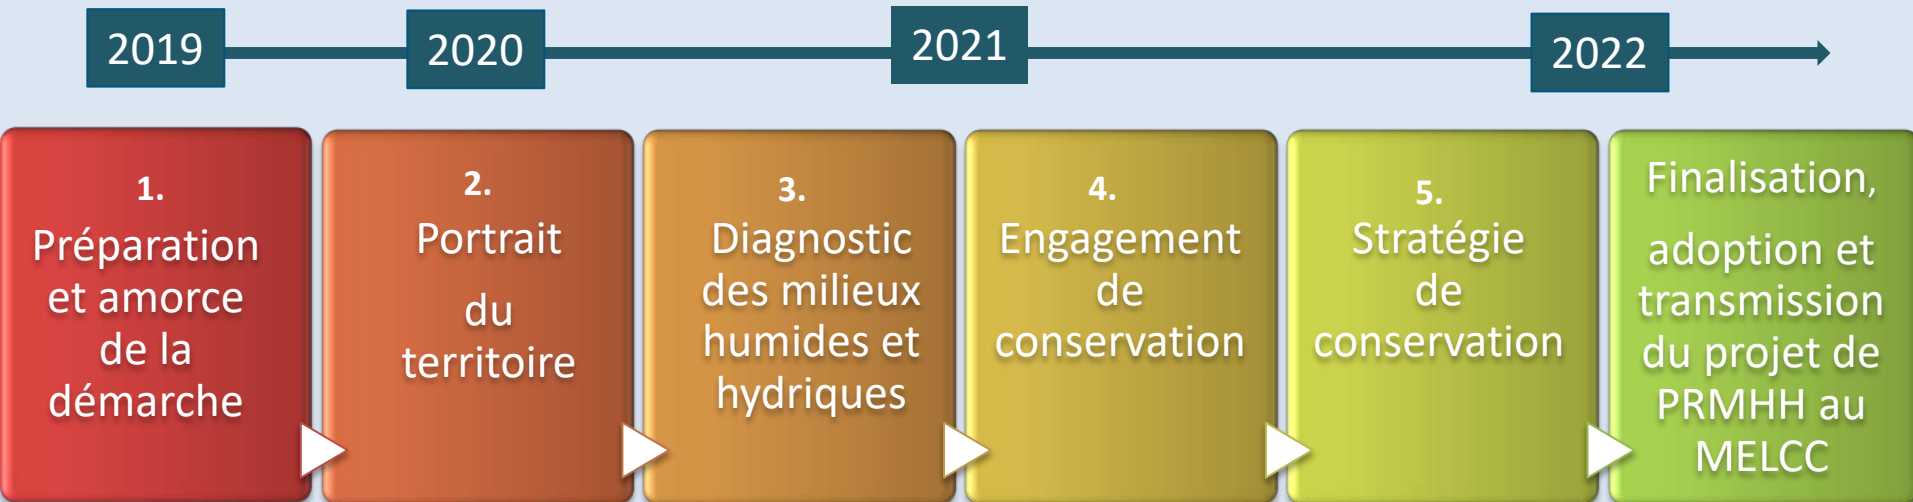 2019
2020
2021
2022
1.
Préparation
et amorce
de la
démarche
2.
Portrait
du
territoire
3.
Diagnostic
des milieux
humides et
hydriques
4.
Engagement
de
conservation
5.
Stratégie
de
conservation
Finalisation,
adoption et
transmission
du projet de
PRMHH au
MELCC